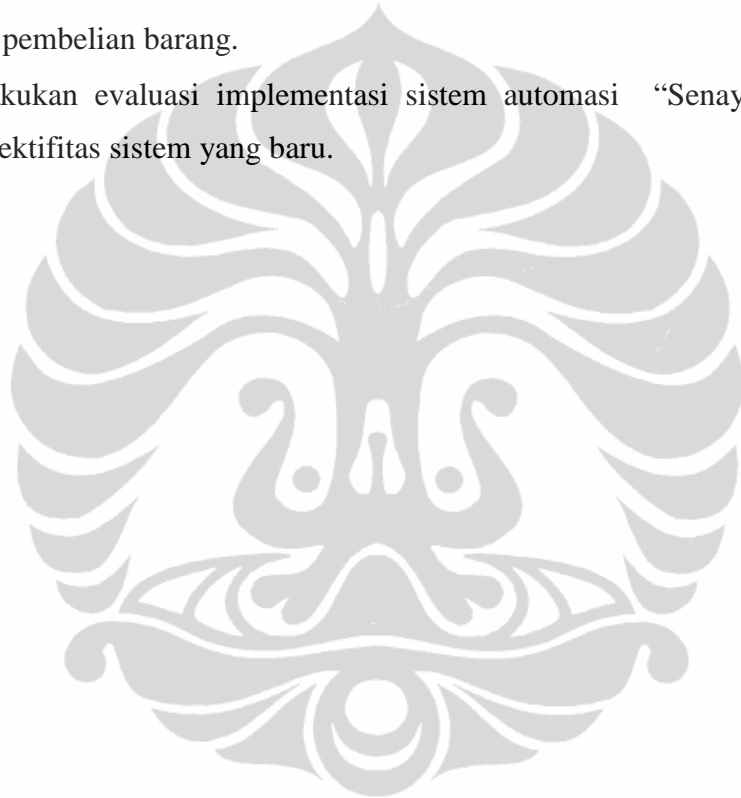 pembelian barang.
kukan evaluasi implementasi sistem automasi “Senay
ektifitas sistem yang baru.